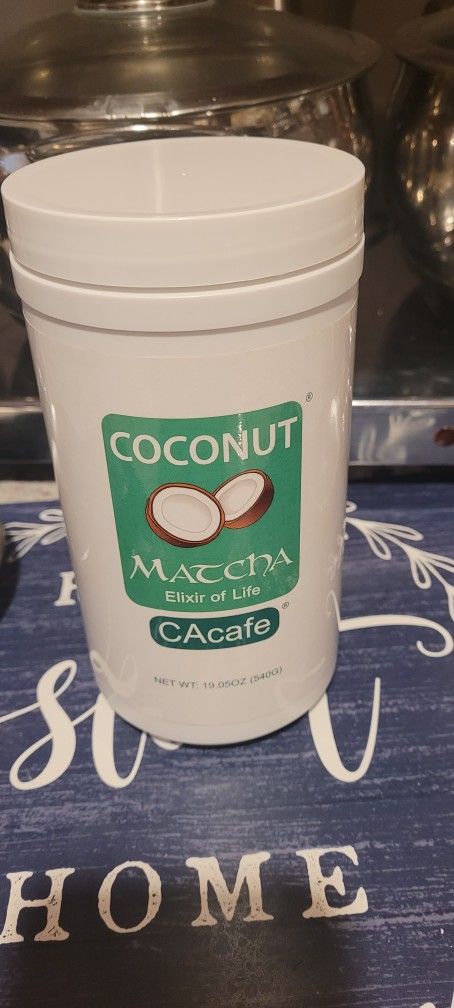 COCONUT
®
MATCHA
Elixir of Life
®
CAcafe
NET WT: 19.05OZ (540G)
HOME